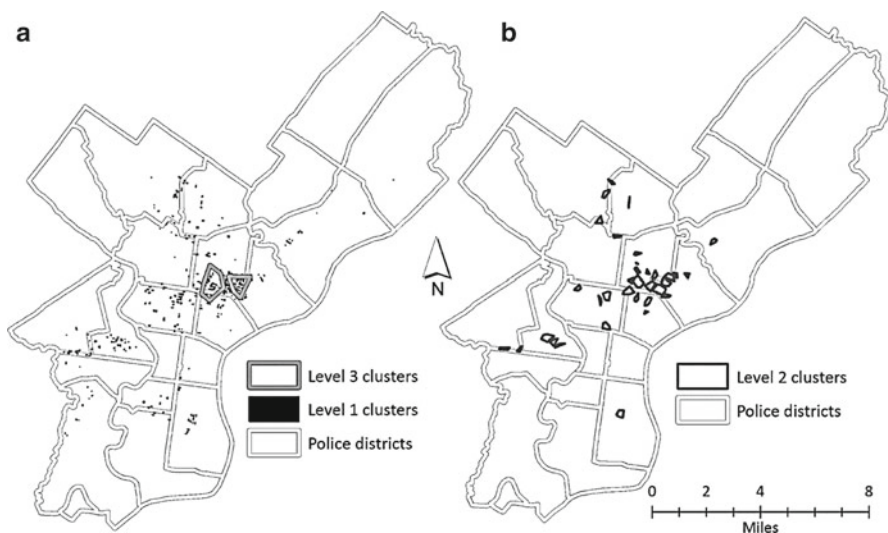 a
b
N
Level 3 clusters
Level 1 clusters
Police districts
Level 2 clusters
Police districts
0 2 4 8
Miles